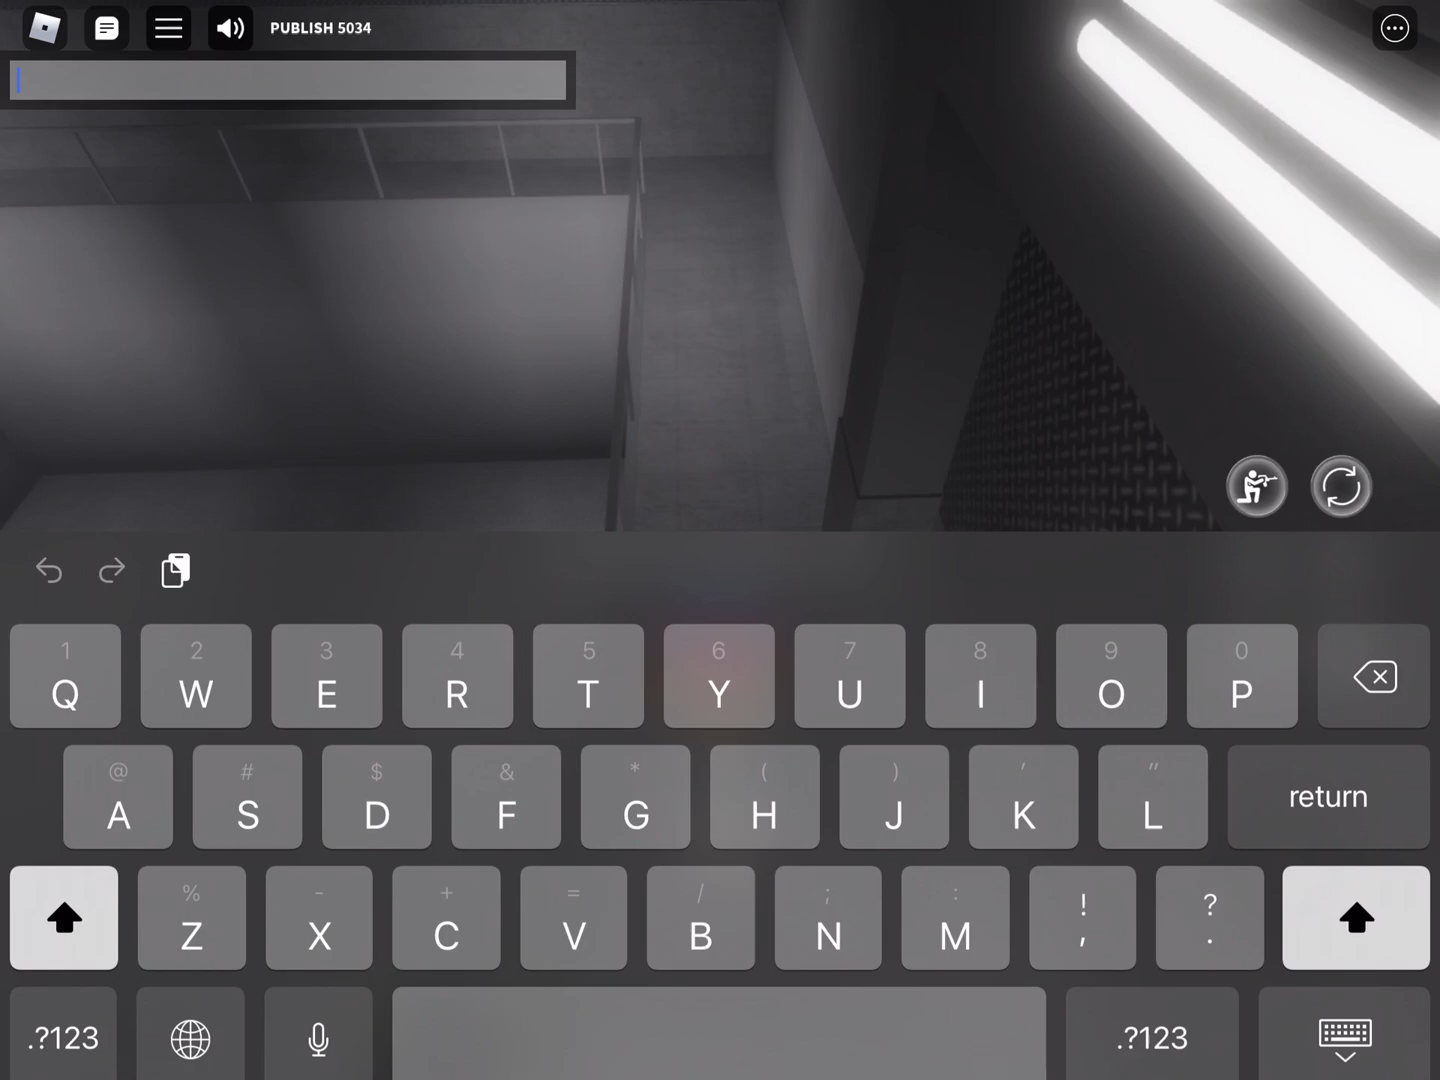 PUBLISH 5034
1 2 3 4 5 6 7 8 9 0
Q W E R T Y U I O P
@ # $ & * ( ) ' "
A S D F G H J K L return
% - + = / ; : ! ?
Z X C V B N M , .
.?123 .?123